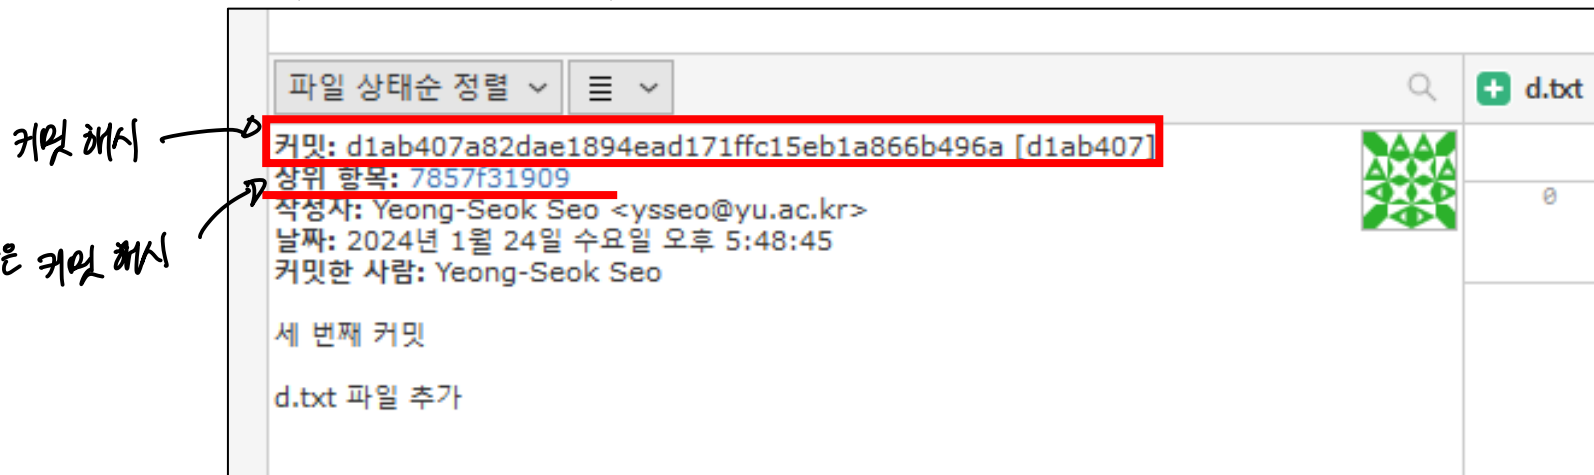 파일 상태순 정렬
d.txt
커밋 해시
커밋: d1ab407a82dae1894ead171ffc15eb1a866b496a [d1ab407]
상위 항목: 7857f31909
작성자: Yeong-Seok Seo <ysseo@yu.ac.kr>
0
날짜: 2024년 1월 24일 수요일 오후 5:48:45
은 커밋 해시
커밋한 사람: Yeong-Seok Seo
세 번째 커밋
d.txt 파일 추가